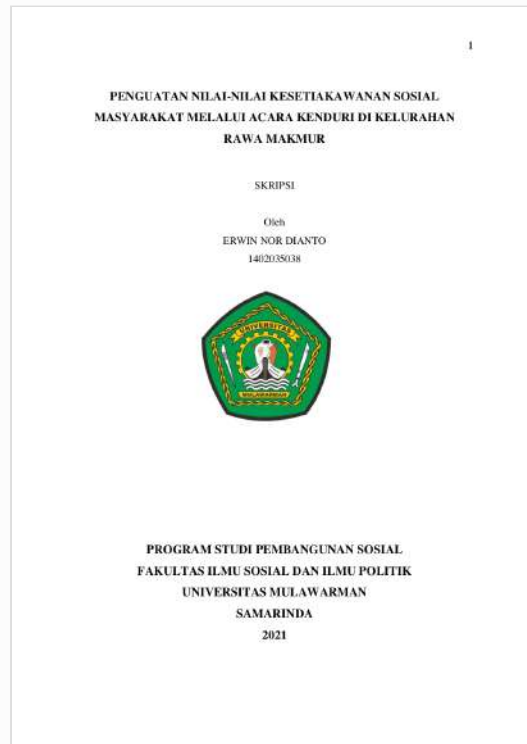 1
PENGUATAN NILAI-NILAI KESETIAKAWANAN SOSIAL
MASYARAKAT MELALUI ACARA KENDURI DI KELURAHAN
RAWA MAKMUR
SKRIPSI
Oleh
ERWIN NOR DIANTO
1402035038
UNIVERSITAS
MULAWARMAN
PROGRAM STUDI PEMBANGUNAN SOSIAL
FAKULTAS ILMU SOSIAL DAN ILMU POLITIK
UNIVERSITAS MULAWARMAN
SAMARINDA
2021